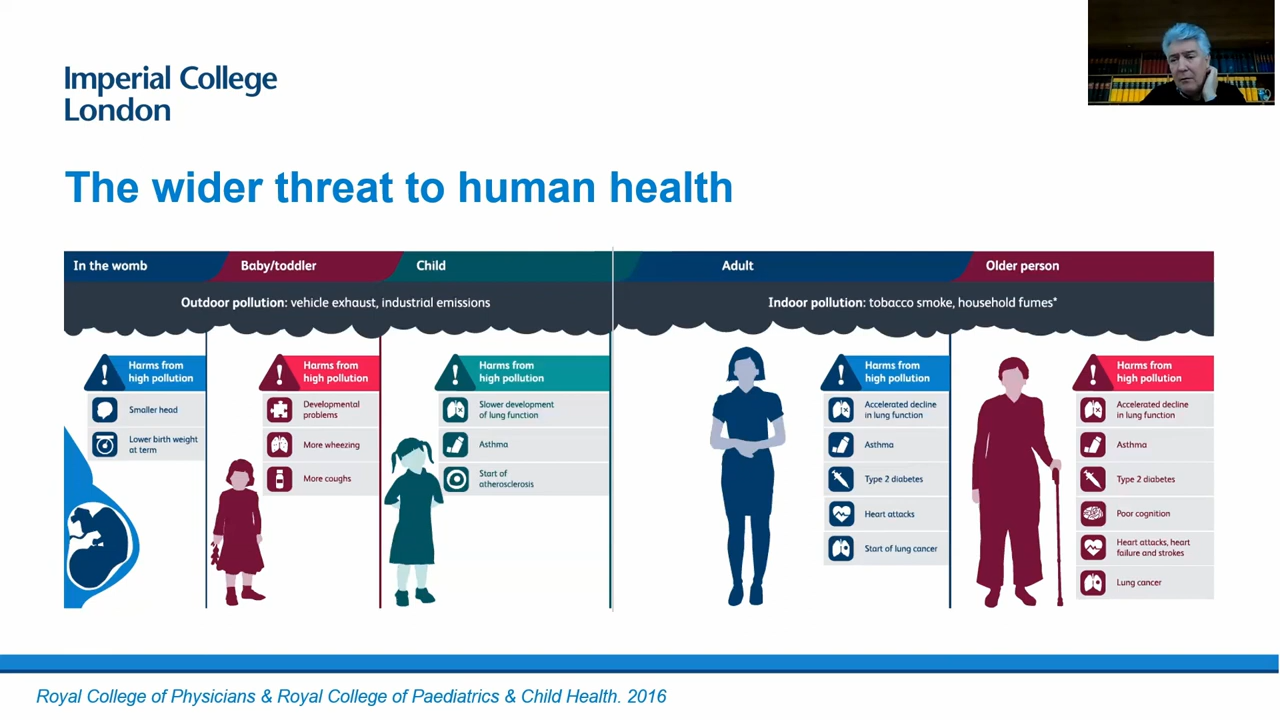 Imperial College
London
The wider threat to human health
In the womb
Baby/toddler
Child
Adult
Older person
Outdoor pollution: vehicle exhaust, industrial emissions
Indoor pollution: tobacco smoke, household fumes*
Harms from
high pollution
Smaller head
Lower birth weight
at term
Harms from
high pollution
Developmental
problems
More wheezing
More coughs
Harms from
high pollution
Slower development
of lung function
Asthma
Start of
atherosclerosis
Harms from
high pollution
Accelerated decline
in lung function
Asthma
Type 2 diabetes
Heart attacks
Start of lung cancer
Harms from
high pollution
Accelerated decline
in lung function
Asthma
Type 2 diabetes
Poor cognition
Heart attacks, heart
failure and strokes
Lung cancer
Royal College of Physicians & Royal College of Paediatrics & Child Health. 2016